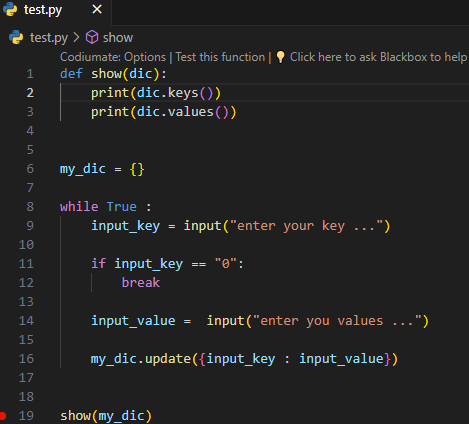 test.py ×
test.py > show
Codiumate: Options | Test this function | Click here to ask Blackbox to help
1 def show(dic):
2     print(dic.keys())
3     print(dic.values())
4
5
6 my_dic = {}
7
8 while True :
9     input_key = input("enter your key ...")
10
11     if input_key == "0":
12         break
13
14     input_value =  input("enter you values ...")
15
16     my_dic.update({input_key : input_value})
17
18
19 show(my_dic)